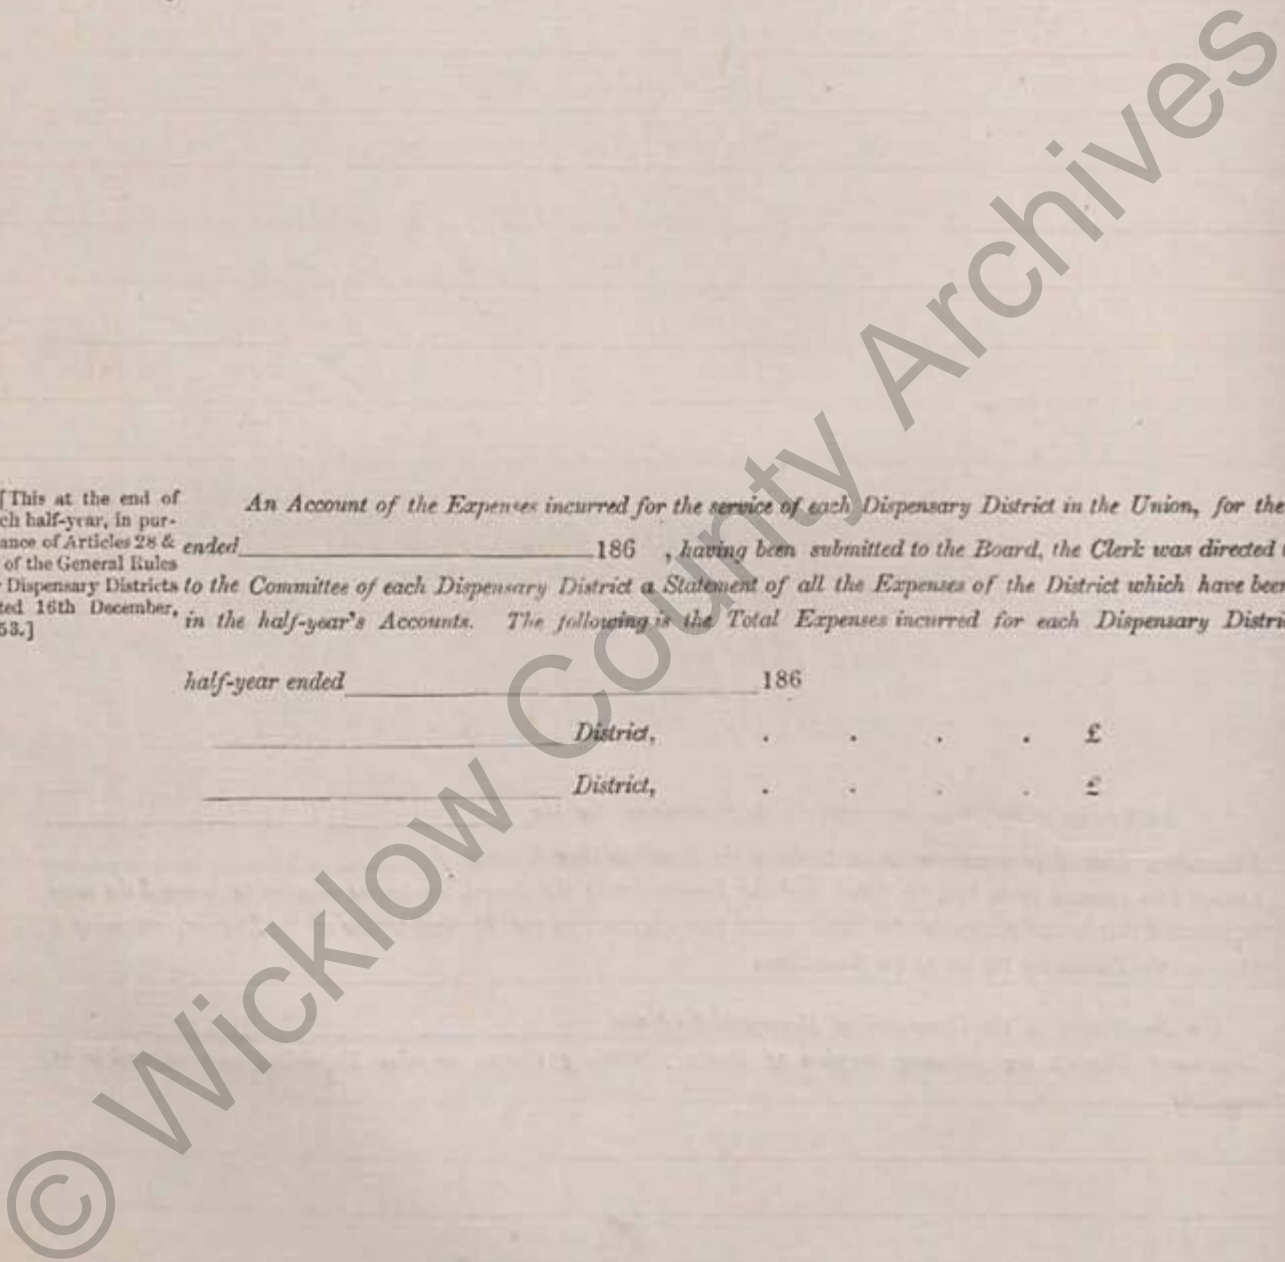 [This at the end of
ch half-year, in pur-
ance of Articles 28 &
of the General Rules
Dispensary Districts
ted 16th December,
53.]
An Account of the Expenses incurred for the service of each Dispensary District in the Union, for the
ended 186 , having been submitted to the Board, the Clerk was directed
to the Committee of each Dispensary District a Statement of all the Expenses of the District which have been
in the half-year's Accounts. The following is the Total Expenses incurred for each Dispensary Distri
half-year ended 186
District, . . . . £
District, . . . . £
© Wicklow County Archives